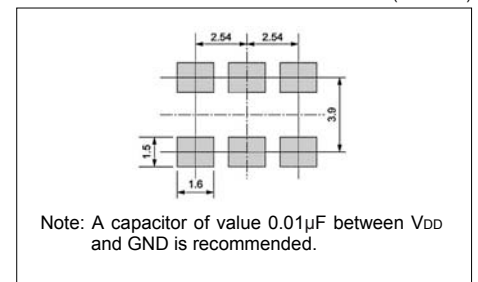 2.54 2.54
3.9
1.5
1.6
Note: A capacitor of value 0.01µF between VDD
and GND is recommended.